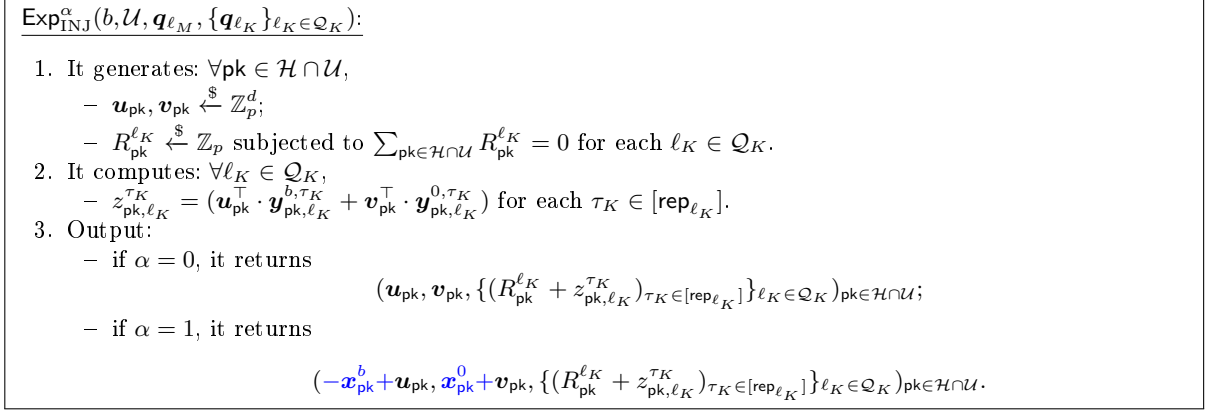 Exp^α_INJ(b, 𝒰, q_{ℓ_M}, {q_{ℓ_K}}_{ℓ_K∈𝒬_K}):
1. It generates: ∀pk ∈ ℋ ∩ 𝒰,
– u_pk, v_pk ←$ ℤ_p^d;
– R_pk^{ℓ_K} ←$ ℤ_p subjected to ∑_{pk∈ℋ∩𝒰} R_pk^{ℓ_K} = 0 for each ℓ_K ∈ 𝒬_K.
2. It computes: ∀ℓ_K ∈ 𝒬_K,
– z_{pk,ℓ_K}^{τ_K} = (u_pk^⊤ · y_{pk,ℓ_K}^{b,τ_K} + v_pk^⊤ · y_{pk,ℓ_K}^{0,τ_K}) for each τ_K ∈ [rep_{ℓ_K}].
3. Output:
– if α = 0, it returns
(u_pk, v_pk, {(R_pk^{ℓ_K} + z_{pk,ℓ_K}^{τ_K})_{τ_K∈[rep_{ℓ_K}]}}_{ℓ_K∈𝒬_K})_{pk∈ℋ∩𝒰};
– if α = 1, it returns
(−x_pk^b+u_pk, x_pk^0+v_pk, {(R_pk^{ℓ_K} + z_{pk,ℓ_K}^{τ_K})_{τ_K∈[rep_{ℓ_K}]}}_{ℓ_K∈𝒬_K})_{pk∈ℋ∩𝒰}.